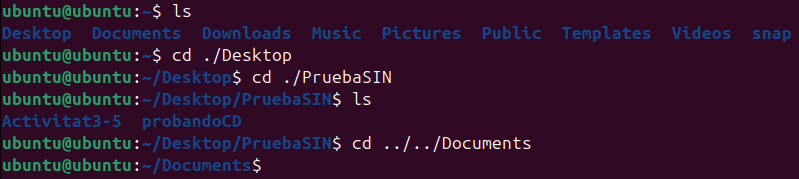 ubuntu@ubuntu:~$ ls
Desktop  Documents  Downloads  Music  Pictures  Public  Templates  Videos  snap
ubuntu@ubuntu:~$ cd ./Desktop
ubuntu@ubuntu:~/Desktop$ cd ./PruebaSIN
ubuntu@ubuntu:~/Desktop/PruebaSIN$ ls
Activitat3-5  probandoCD
ubuntu@ubuntu:~/Desktop/PruebaSIN$ cd ../../Documents
ubuntu@ubuntu:~/Documents$